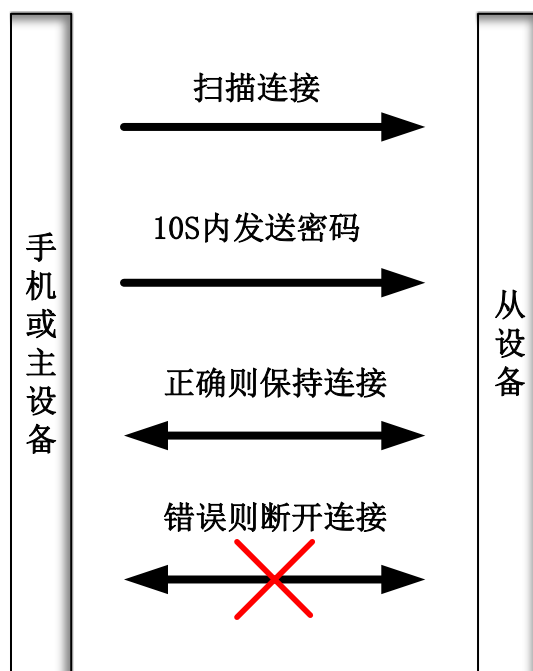 扫描连接
10S内发送密码
手机或主设备
从设备
正确则保持连接
错误则断开连接